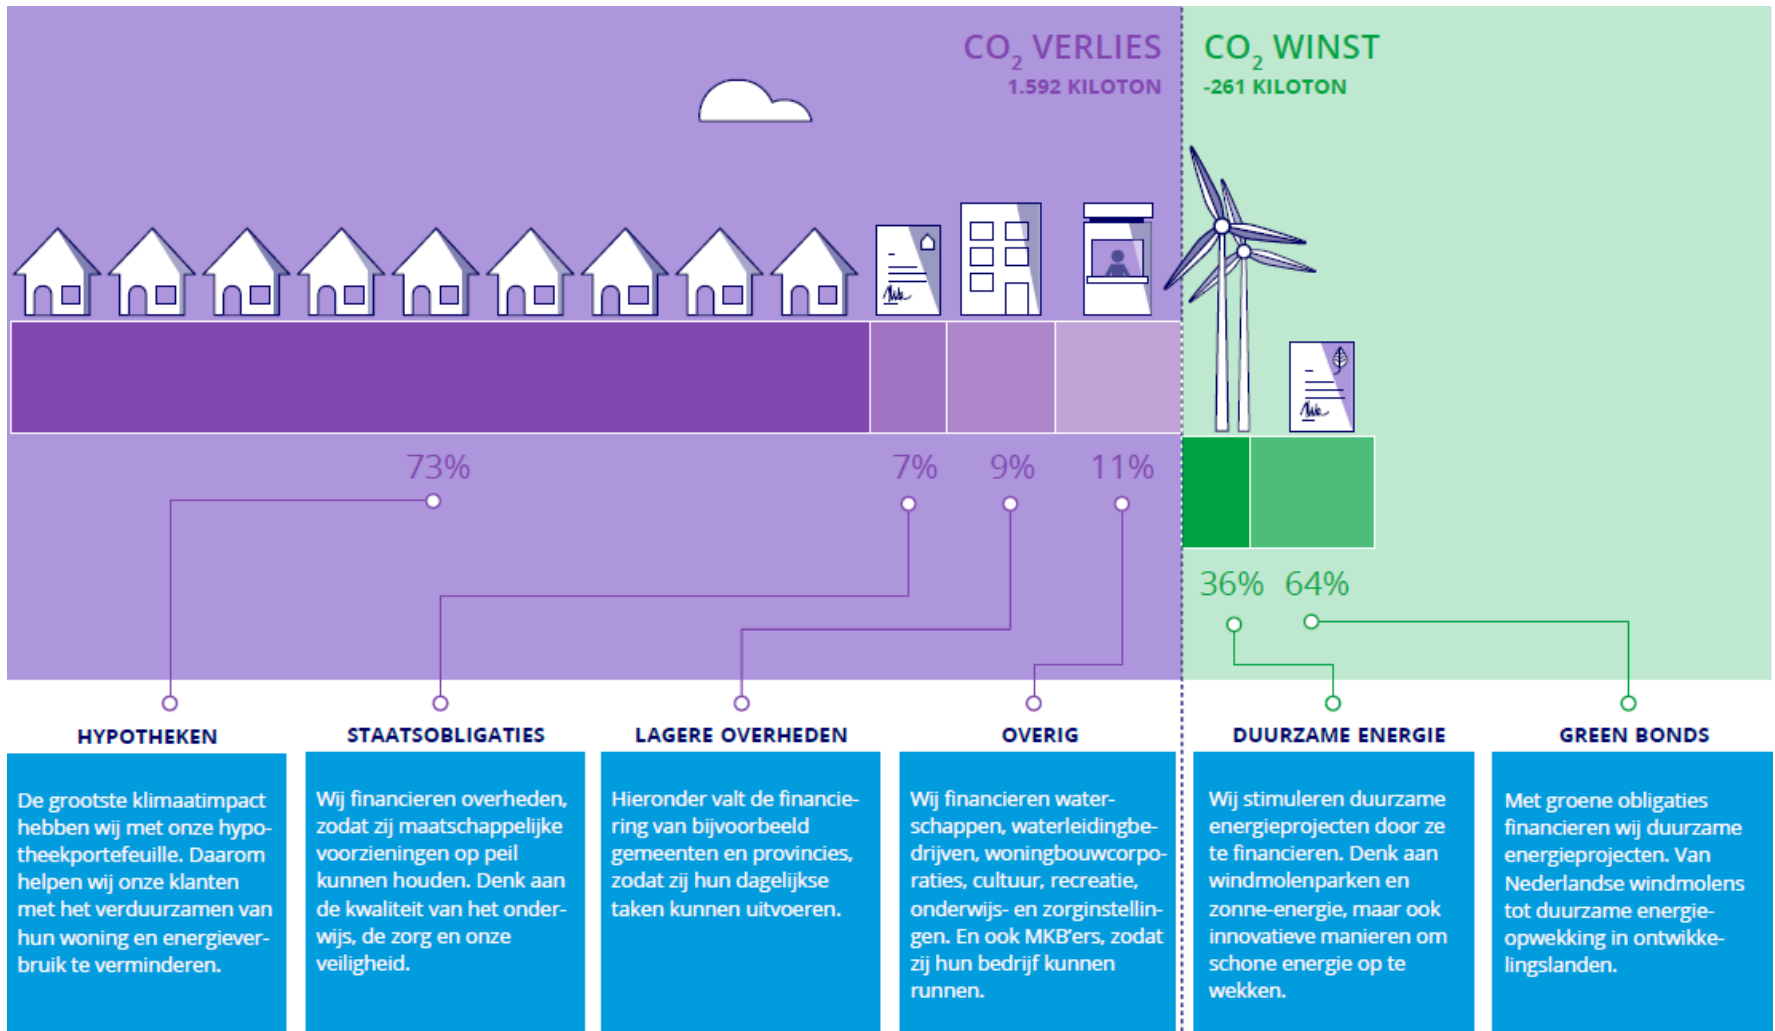 CO2 VERLIES
1.592 KILOTON
CO2 WINST
-261 KILOTON
73%
7%
9%
11%
36%
64%
HYPOTHEKEN
De grootste klimaatimpact
hebben wij met onze hypo-
theekportefeuille. Daarom
helpen wij onze klanten
met het verduurzamen van
hun woning en energiever-
bruik te verminderen.
STAATSOBLIGATIES
Wij financieren overheden,
zodat zij maatschappelijke
voorzieningen op peil
kunnen houden. Denk aan
de kwaliteit van het onder-
wijs, de zorg en onze
veiligheid.
LAGERE OVERHEDEN
Hieronder valt de financie-
ring van bijvoorbeeld
gemeenten en provincies,
zodat zij hun dagelijkse
taken kunnen uitvoeren.
OVERIG
Wij financieren water-
schappen, waterleidingbe-
drijven, woningbouwcorpo-
raties, cultuur, recreatie,
onderwijs- en zorginstellin-
gen. En ook MKB'ers, zodat
zij hun bedrijf kunnen
runnen.
DUURZAME ENERGIE
Wij stimuleren duurzame
energieprojecten door ze
te financieren. Denk aan
windmolenparken en
zonne-energie, maar ook
innovatieve manieren om
schone energie op te
wekken.
GREEN BONDS
Met groene obligaties
financieren wij duurzame
energieprojecten. Van
Nederlandse windmolens
tot duurzame energie-
opwekking in ontwikke-
lingslanden.